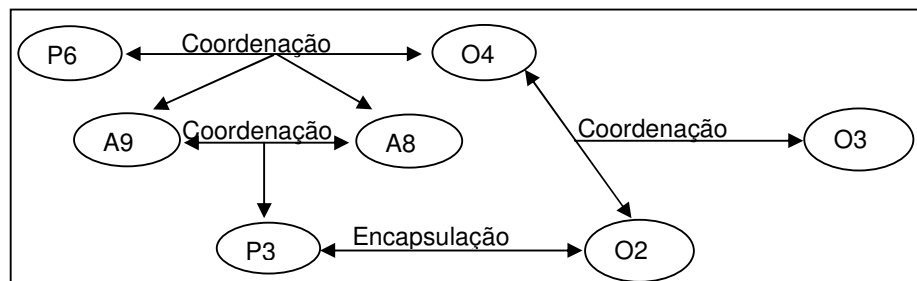 P6 Coordenação O4
A9 Coordenação A8 Coordenação O3
P3 Encapsulação O2